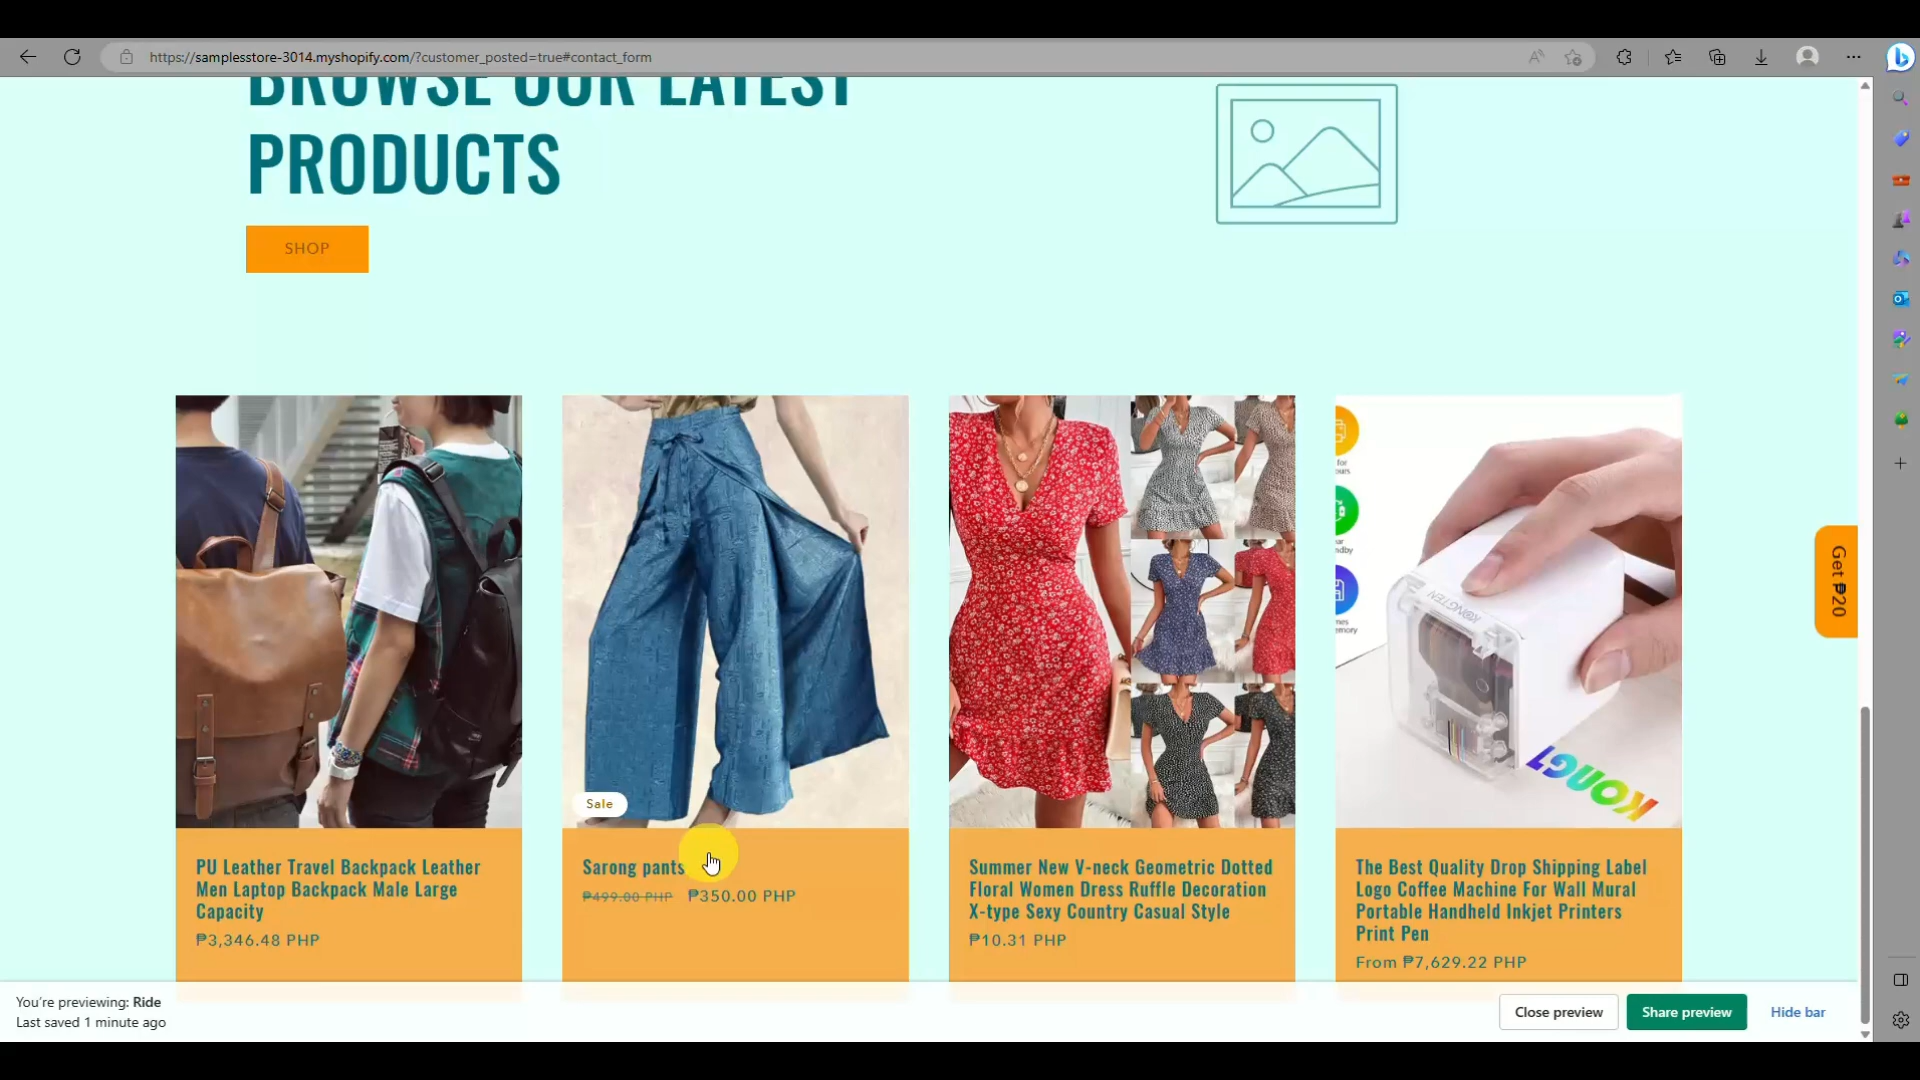 https://samplesstore-3014.myshopify.com/?customer_posted=true#contact_form
BROWSE OUR LATEST
PRODUCTS
SHOP
Get ₱20
for
KONGTEN
Sale
PU Leather Travel Backpack Leather
Men Laptop Backpack Male Large
Capacity
₱3,346.48 PHP
Sarong pants
₱499.00 PHP ₱350.00 PHP
Summer New V-neck Geometric Dotted
Floral Women Dress Ruffle Decoration
X-type Sexy Country Casual Style
₱10.31 PHP
The Best Quality Drop Shipping Label
Logo Coffee Machine For Wall Mural
Portable Handheld Inkjet Printers
Print Pen
From ₱7,629.22 PHP
You're previewing: Ride
Last saved 1 minute ago
Close preview
Share preview
Hide bar